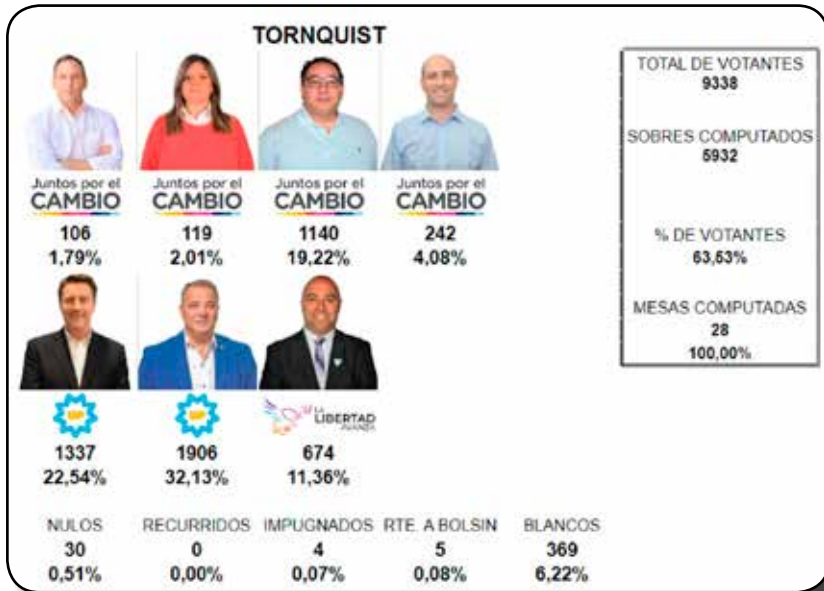 TORNQUIST
Juntos por el Juntos por el Juntos por el Juntos por el
CAMBIO CAMBIO CAMBIO CAMBIO
106 119 1140 242
1,79% 2,01% 19,22% 4,08%
UP UP LA
LIBERTAD
AVANZA
1337 1906 674
22,54% 32,13% 11,36%
NULOS RECURRIDOS IMPUGNADOS RTE. A BOLSIN BLANCOS
30 0 4 5 369
0,51% 0,00% 0,07% 0,08% 6,22%
TOTAL DE VOTANTES
9338
SOBRES COMPUTADOS
5932
% DE VOTANTES
63,53%
MESAS COMPUTADAS
28
100,00%